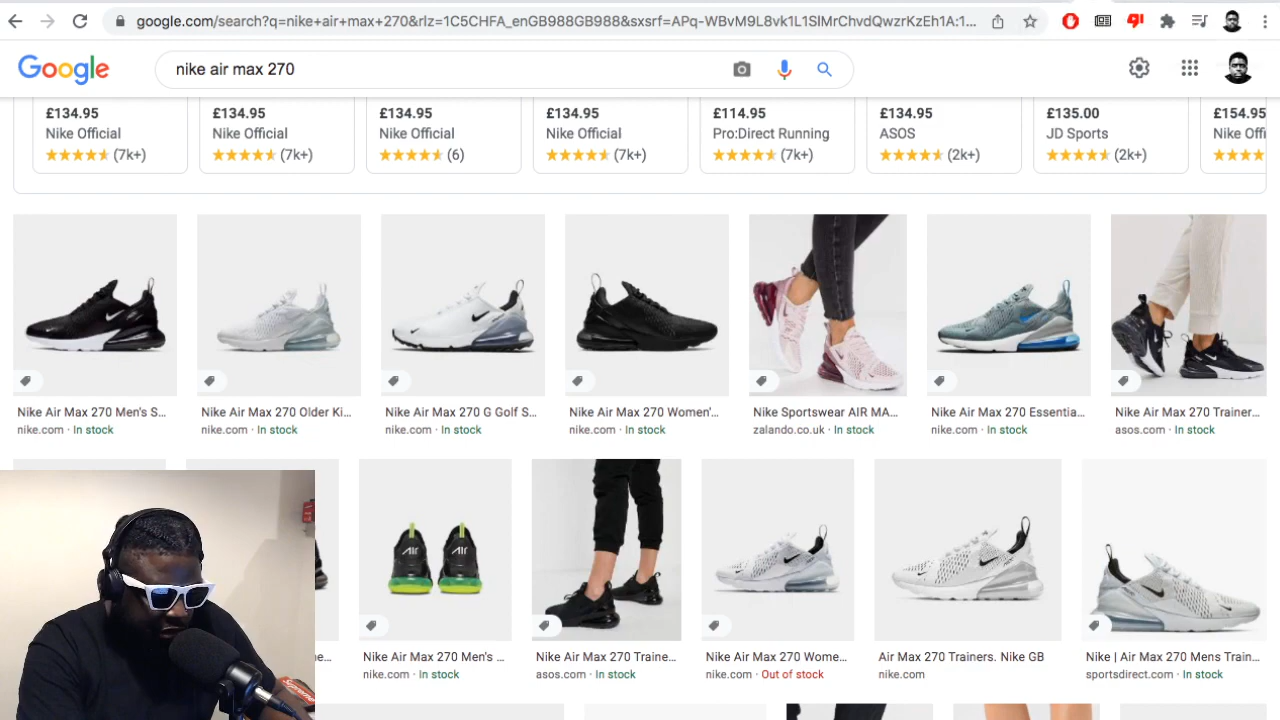 google.com/search?q=nike+air+max+270&rlz=1C5CHFA_enGB988GB988&sxsrf=APq-WBvM9L8vk1L1SlMrChvdQwzrKzEh1A:1...
Google
nike air max 270
£134.95 £134.95 £134.95 £134.95 £114.95 £134.95 £135.00 £154.95
Nike Official Nike Official Nike Official Nike Official Pro:Direct Running ASOS JD Sports Nike Offi
(7k+) (7k+) (6) (7k+) (7k+) (2k+) (2k+)
Nike Air Max 270 Men's S... Nike Air Max 270 Older Ki... Nike Air Max 270 G Golf S... Nike Air Max 270 Women'... Nike Sportswear AIR MA... Nike Air Max 270 Essentia... Nike Air Max 270 Trainer...
nike.com · In stock nike.com · In stock nike.com · In stock nike.com · In stock zalando.co.uk · In stock nike.com · In stock asos.com · In stock
Air Air
e... Nike Air Max 270 Men's ... Nike Air Max 270 Traine... Nike Air Max 270 Wome... Air Max 270 Trainers. Nike GB Nike | Air Max 270 Mens Train...
nike.com · In stock asos.com · In stock nike.com · Out of stock nike.com sportsdirect.com · In stock
Supreme